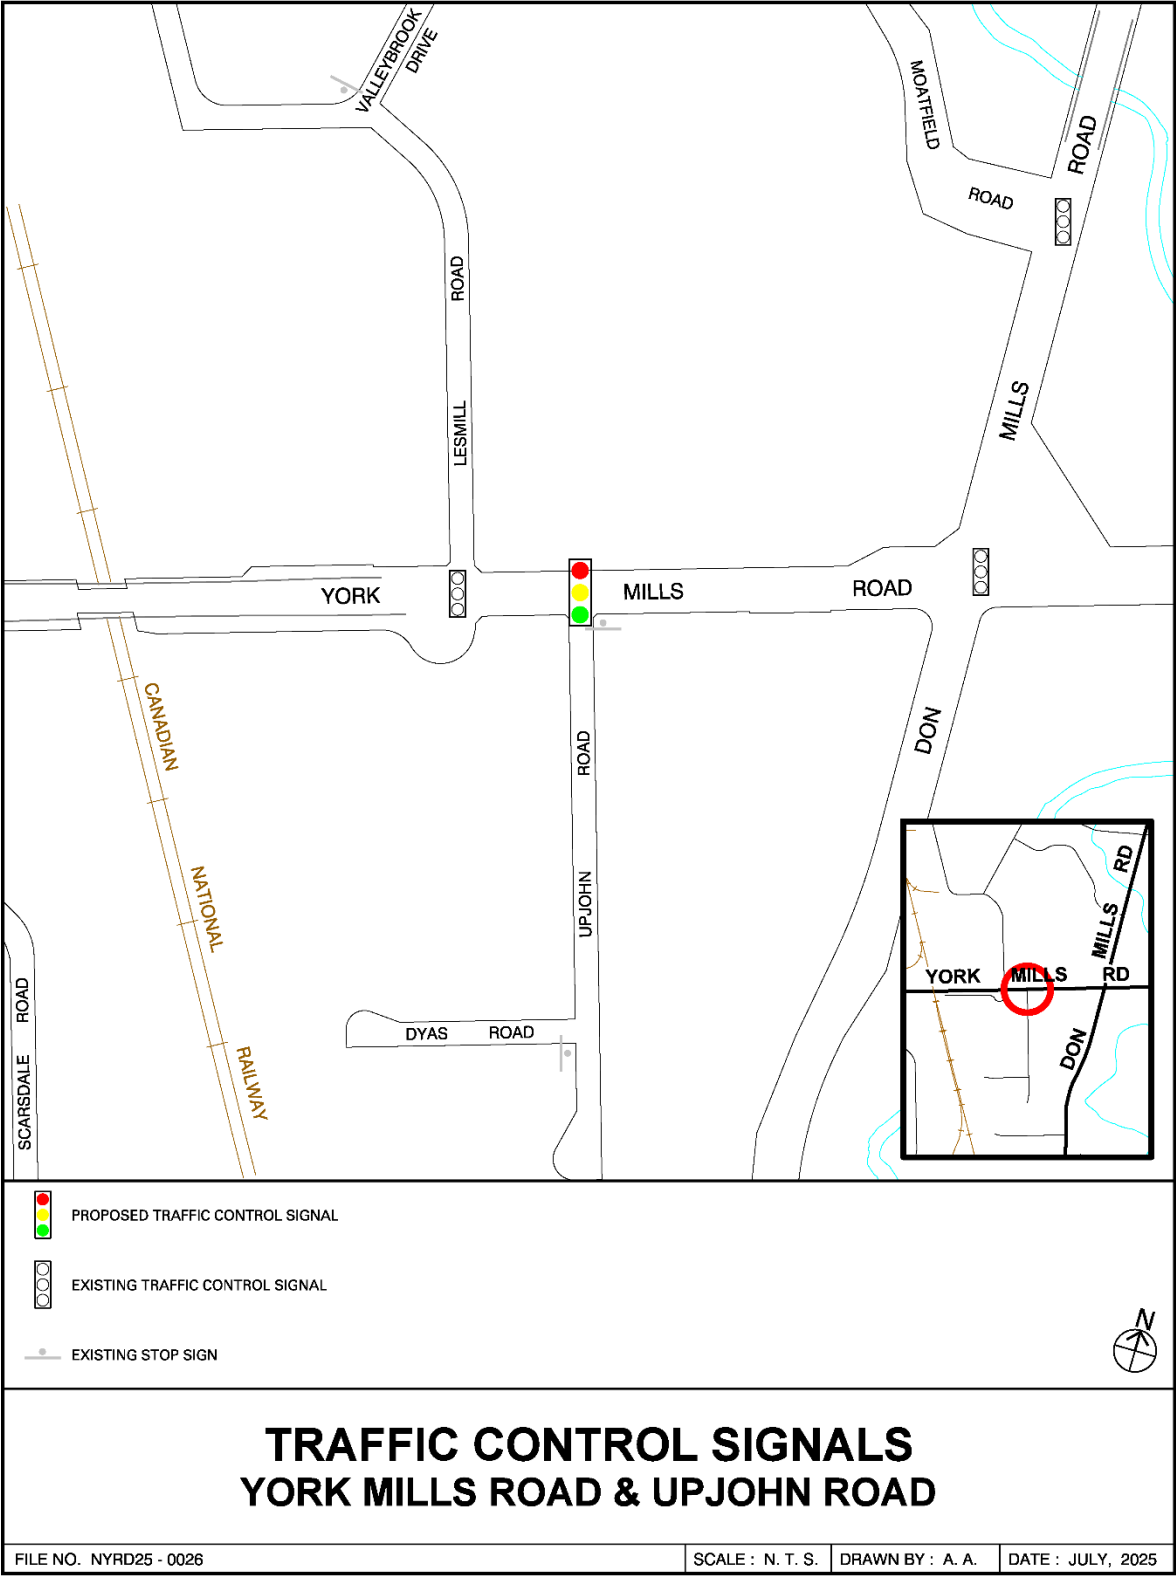 VALLEYBROOK
DRIVE
MOATFIELD
ROAD
ROAD
MILLS
DON
ROAD
LESMILL
YORK MILLS ROAD
CANADIAN
NATIONAL
RAILWAY
ROAD
UPJOHN
DYAS ROAD
ROAD
SCARSDALE
RD
MILLS
YORK MILLS RD
DON
PROPOSED TRAFFIC CONTROL SIGNAL
EXISTING TRAFFIC CONTROL SIGNAL
EXISTING STOP SIGN
N
TRAFFIC CONTROL SIGNALS
YORK MILLS ROAD & UPJOHN ROAD
FILE NO. NYRD25 - 0026
SCALE : N. T. S.
DRAWN BY : A. A.
DATE : JULY, 2025